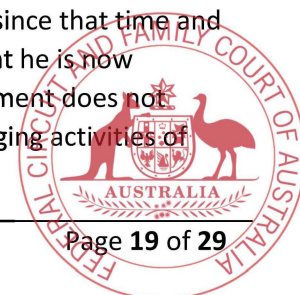 since that time and
at he is now
ment does not
ging activities of
FEDERAL CIRCUIT AND FAMILY COURT OF AUSTRALIA
AUSTRALIA
Page 19 of 29